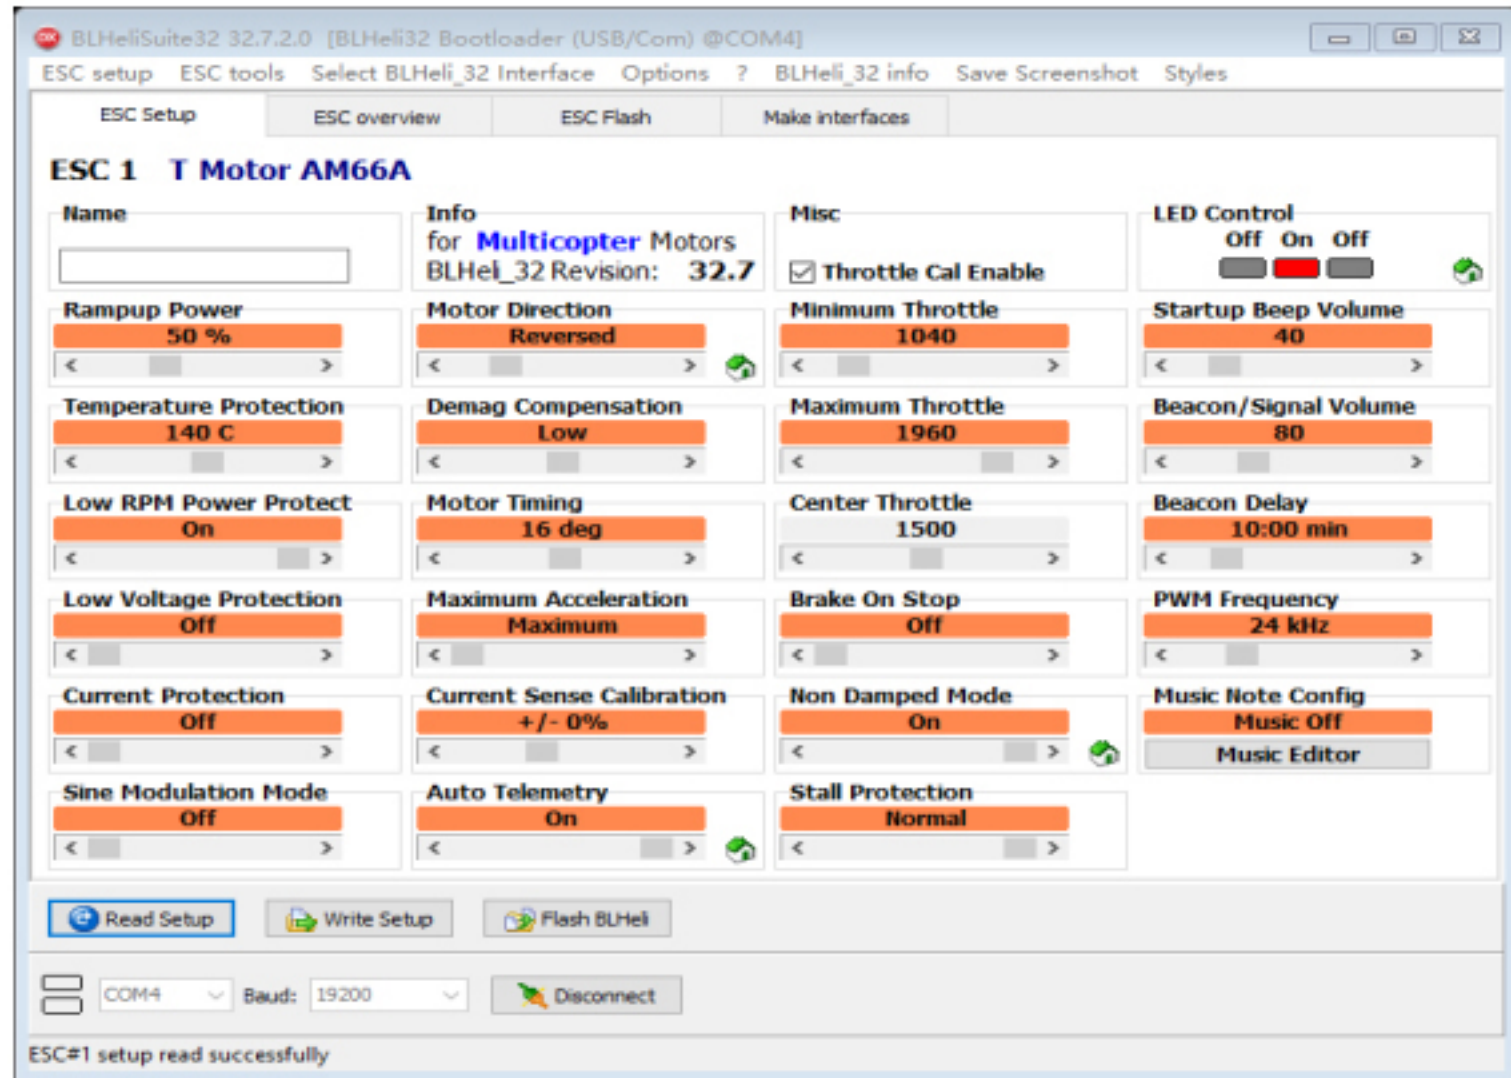 BLHeliSuite32 32.7.2.0 [BLHeli32 Bootloader (USB/Com) @COM4]
ESC setup ESC tools Select BLHeli_32 Interface Options ? BLHeli_32 info Save Screenshot Styles
ESC Setup ESC overview ESC Flash Make interfaces
ESC 1 T Motor AM66A
Name Info Misc LED Control
for Multicopter Motors Off On Off
BLHeli_32 Revision: 32.7 Throttle Cal Enable
Rampup Power Motor Direction Minimum Throttle Startup Beep Volume
50 % Reversed 1040 40
Temperature Protection Demag Compensation Maximum Throttle Beacon/Signal Volume
140 C Low 1960 80
Low RPM Power Protect Motor Timing Center Throttle Beacon Delay
On 16 deg 1500 10:00 min
Low Voltage Protection Maximum Acceleration Brake On Stop PWM Frequency
Off Maximum Off 24 kHz
Current Protection Current Sense Calibration Non Damped Mode Music Note Config
Off +/- 0% On Music Off
Music Editor
Sine Modulation Mode Auto Telemetry Stall Protection
Off On Normal
Read Setup Write Setup Flash BLHeli
COM4 Baud: 19200 Disconnect
ESC#1 setup read successfully